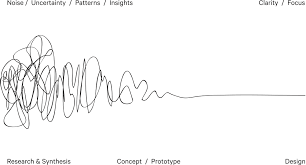 Noise / Uncertainty / Patterns / Insights
Clarity / Focus
Research & Synthesis
Concept / Prototype
Design